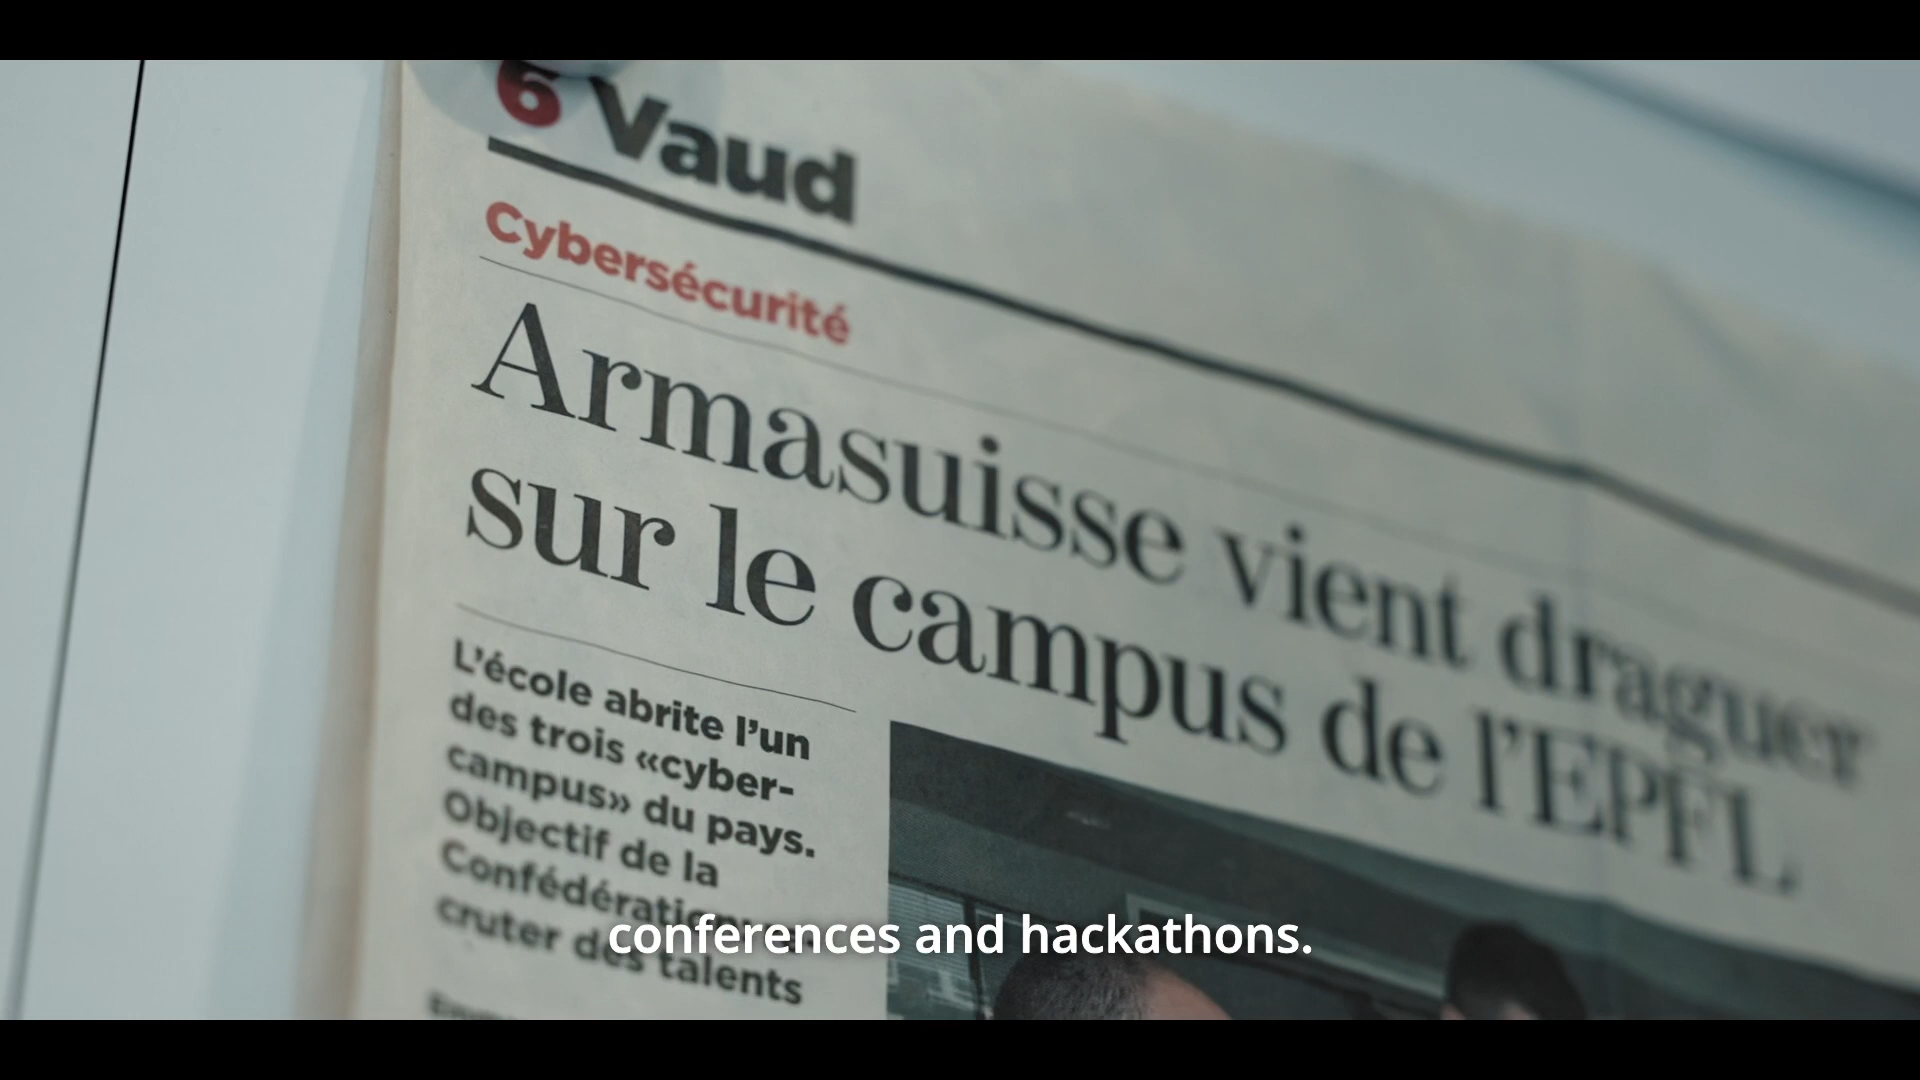 6 Vaud
Cybersécurité
Armasuisse vient draguer
sur le campus de l'EPFL
L'école abrite l'un
des trois «cyber-
campus» du pays.
Objectif de la
cruter des talents
conferences and hackathons.